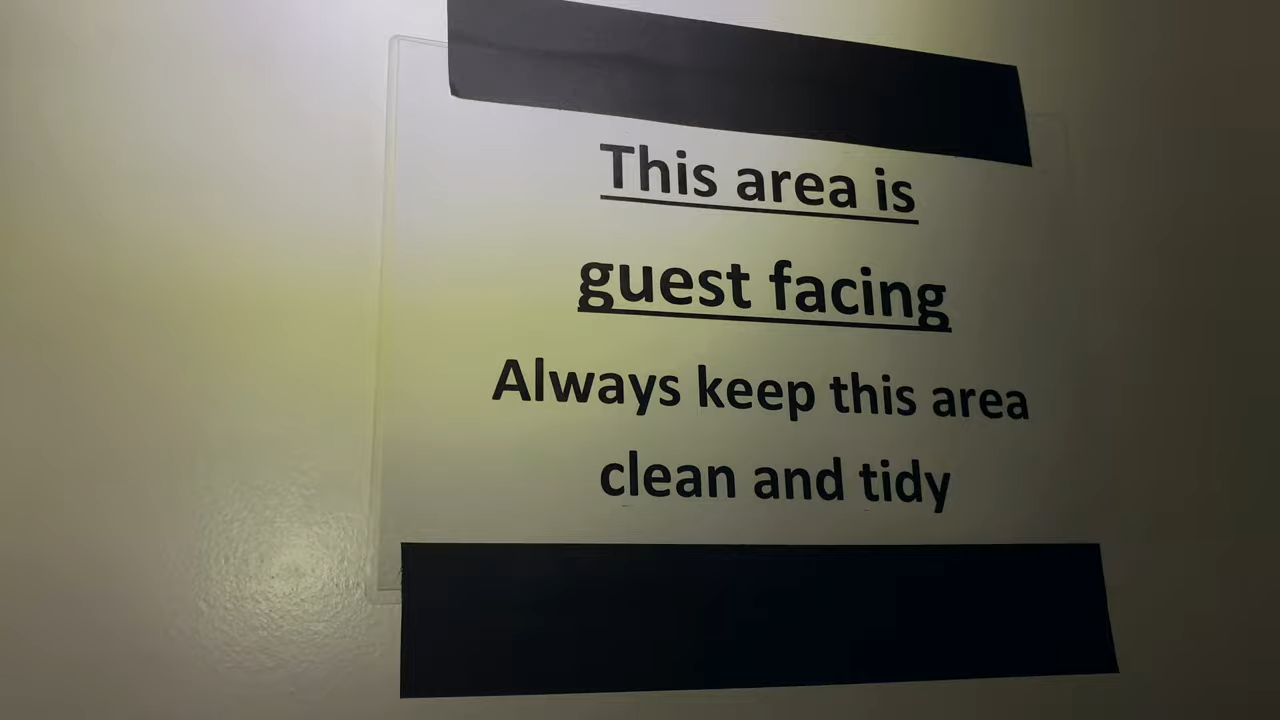 This area is
guest facing
Always keep this area
clean and tidy